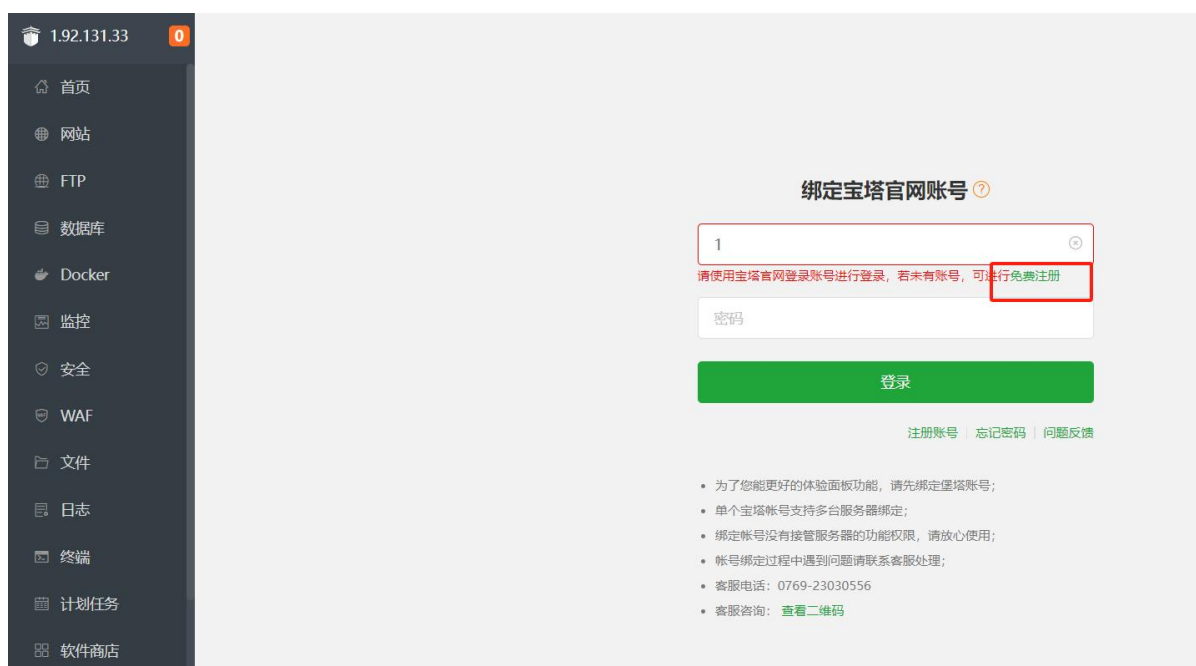 1.92.131.33 0
首页
网站
FTP
数据库
Docker
监控
安全
WAF
文件
日志
终端
计划任务
软件商店
绑定宝塔官网账号
1
请使用宝塔官网登录账号进行登录，若未有账号，可进行免费注册
密码
登录
注册账号 | 忘记密码 | 问题反馈
• 为了您能更好的体验面板功能，请先绑定堡塔账号；
• 单个宝塔帐号支持多台服务器绑定；
• 绑定帐号没有接管服务器的功能权限，请放心使用；
• 帐号绑定过程中遇到问题请联系客服处理；
• 客服电话：0769-23030556
• 客服咨询： 查看二维码